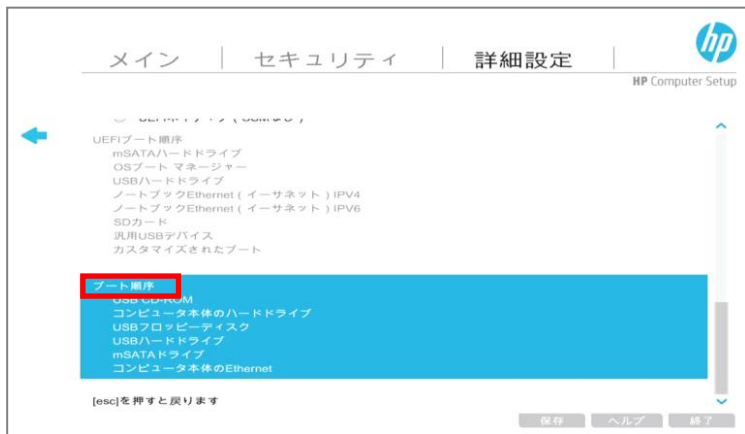 hp
メイン
セキュリティ
詳細設定
HP Computer Setup
UEFIブート順序
mSATAハードドライブ
OSブート マネージャー
USBハードドライブ
ノートブックEthernet ( イーサネット ) IPV4
ノートブックEthernet ( イーサネット ) IPV6
SDカード
汎用USBデバイス
カスタマイズされたブート
ブート順序
USB CD-ROM
コンピュータ本体のハードドライブ
USBフロッピーディスク
USBハードドライブ
mSATAドライブ
コンピュータ本体のEthernet
[esc]を押すと戻ります
保存
ヘルプ
終了